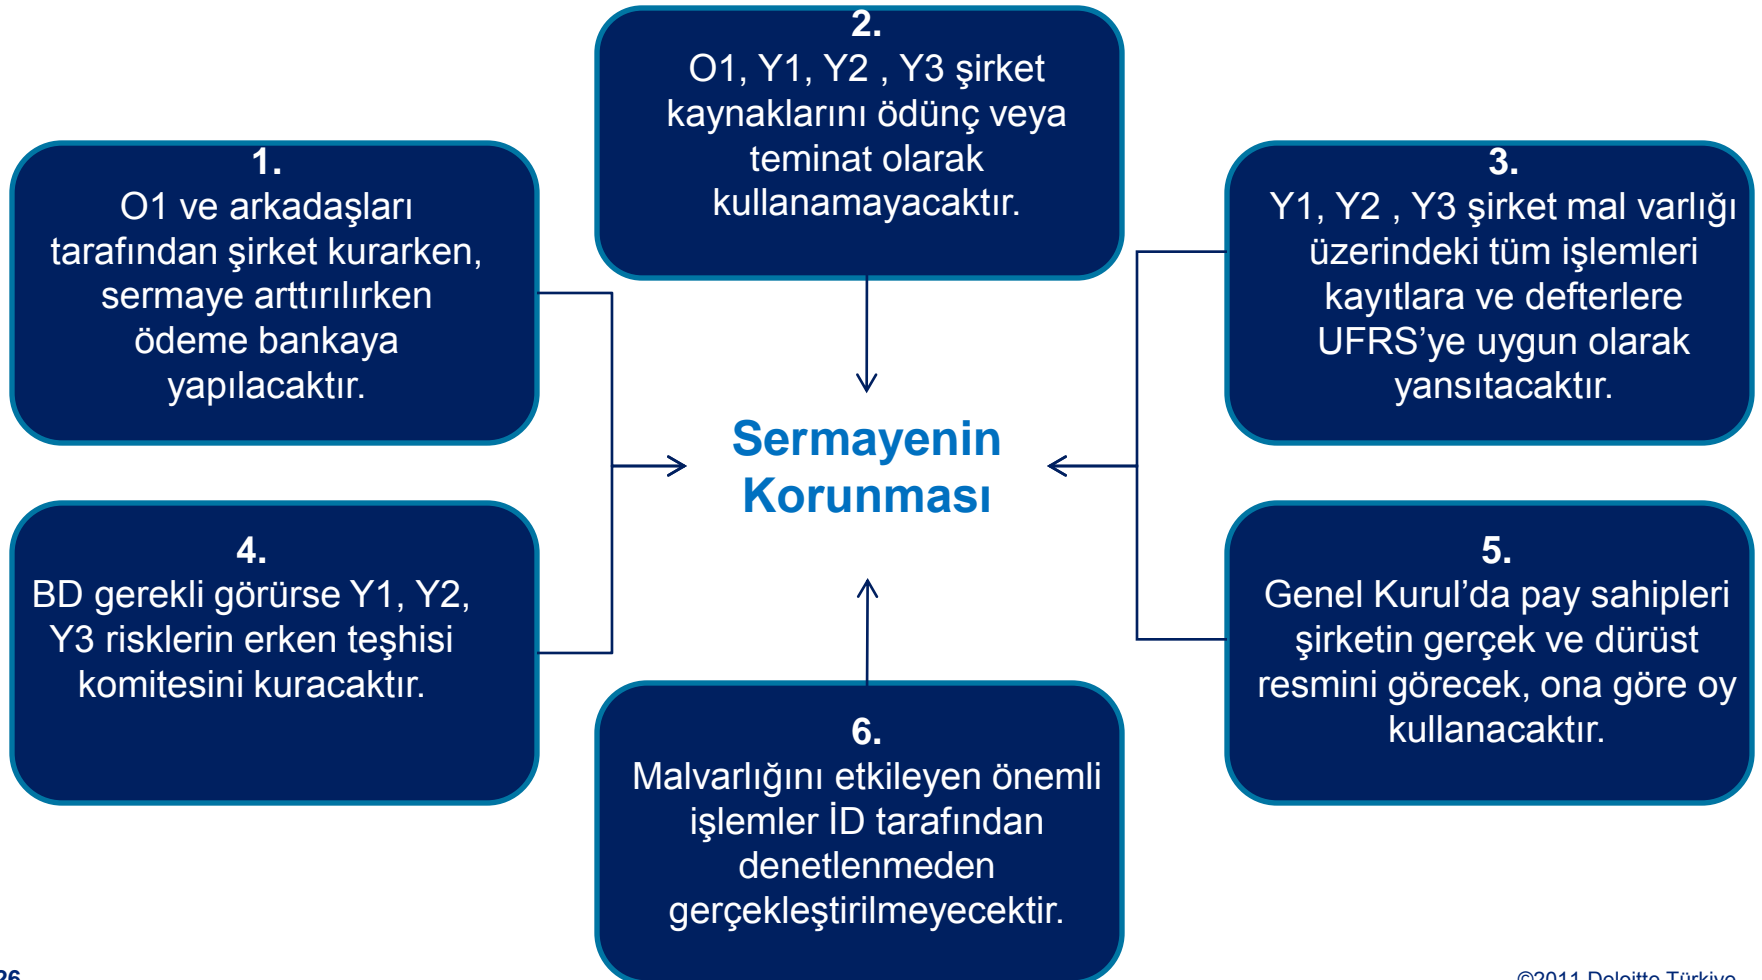 1.
O1 ve arkadaşları
tarafından şirket kurarken,
sermaye arttırılırken
ödeme bankaya
yapılacaktır.
2.
O1, Y1, Y2 , Y3 şirket
kaynaklarını ödünç veya
teminat olarak
kullanamayacaktır.
3.
Y1, Y2 , Y3 şirket mal varlığı
üzerindeki tüm işlemleri
kayıtlara ve defterlere
UFRS’ye uygun olarak
yansıtacaktır.
Sermayenin
Korunması
4.
BD gerekli görürse Y1, Y2,
Y3 risklerin erken teşhisi
komitesini kuracaktır.
5.
Genel Kurul’da pay sahipleri
şirketin gerçek ve dürüst
resmini görecek, ona göre oy
kullanacaktır.
6.
Malvarlığını etkileyen önemli
işlemler İD tarafından
denetlenmeden
gerçekleştirilmeyecektir.
26
©2011 Deloitte Türkiye